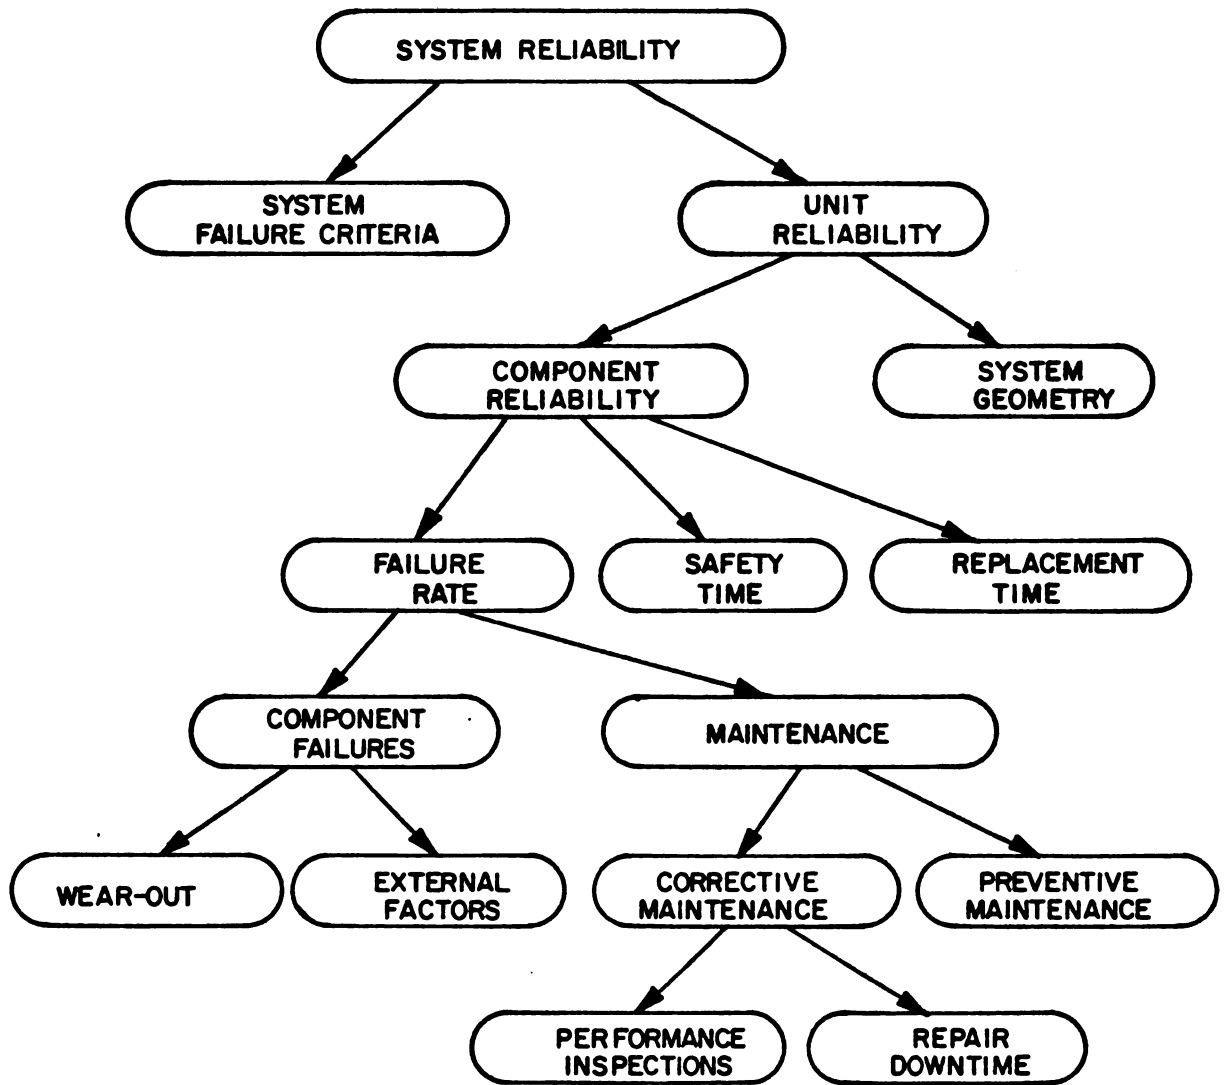 SYSTEM RELIABILITY
SYSTEM
FAILURE CRITERIA
UNIT
RELIABILITY
COMPONENT
RELIABILITY
SYSTEM
GEOMETRY
FAILURE
RATE
SAFETY
TIME
REPLACEMENT
TIME
COMPONENT
FAILURES
MAINTENANCE
WEAR-OUT
EXTERNAL
FACTORS
CORRECTIVE
MAINTENANCE
PREVENTIVE
MAINTENANCE
PERFORMANCE
INSPECTIONS
REPAIR
DOWNTIME